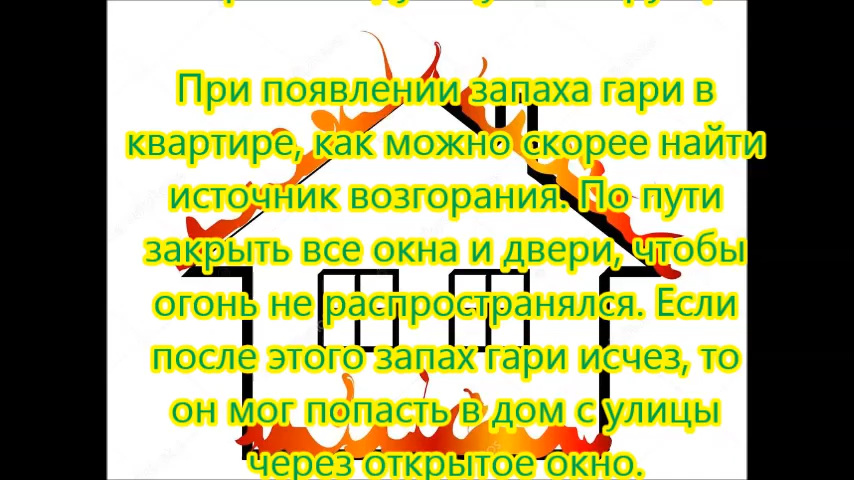 При появлении запаха гари в
квартире, как можно скорее найти
источник возгорания. По пути
закрыть все окна и двери, чтобы
огонь не распространялся. Если
после этого запах гари исчез, то
он мог попасть в дом с улицы
через открытое окно.